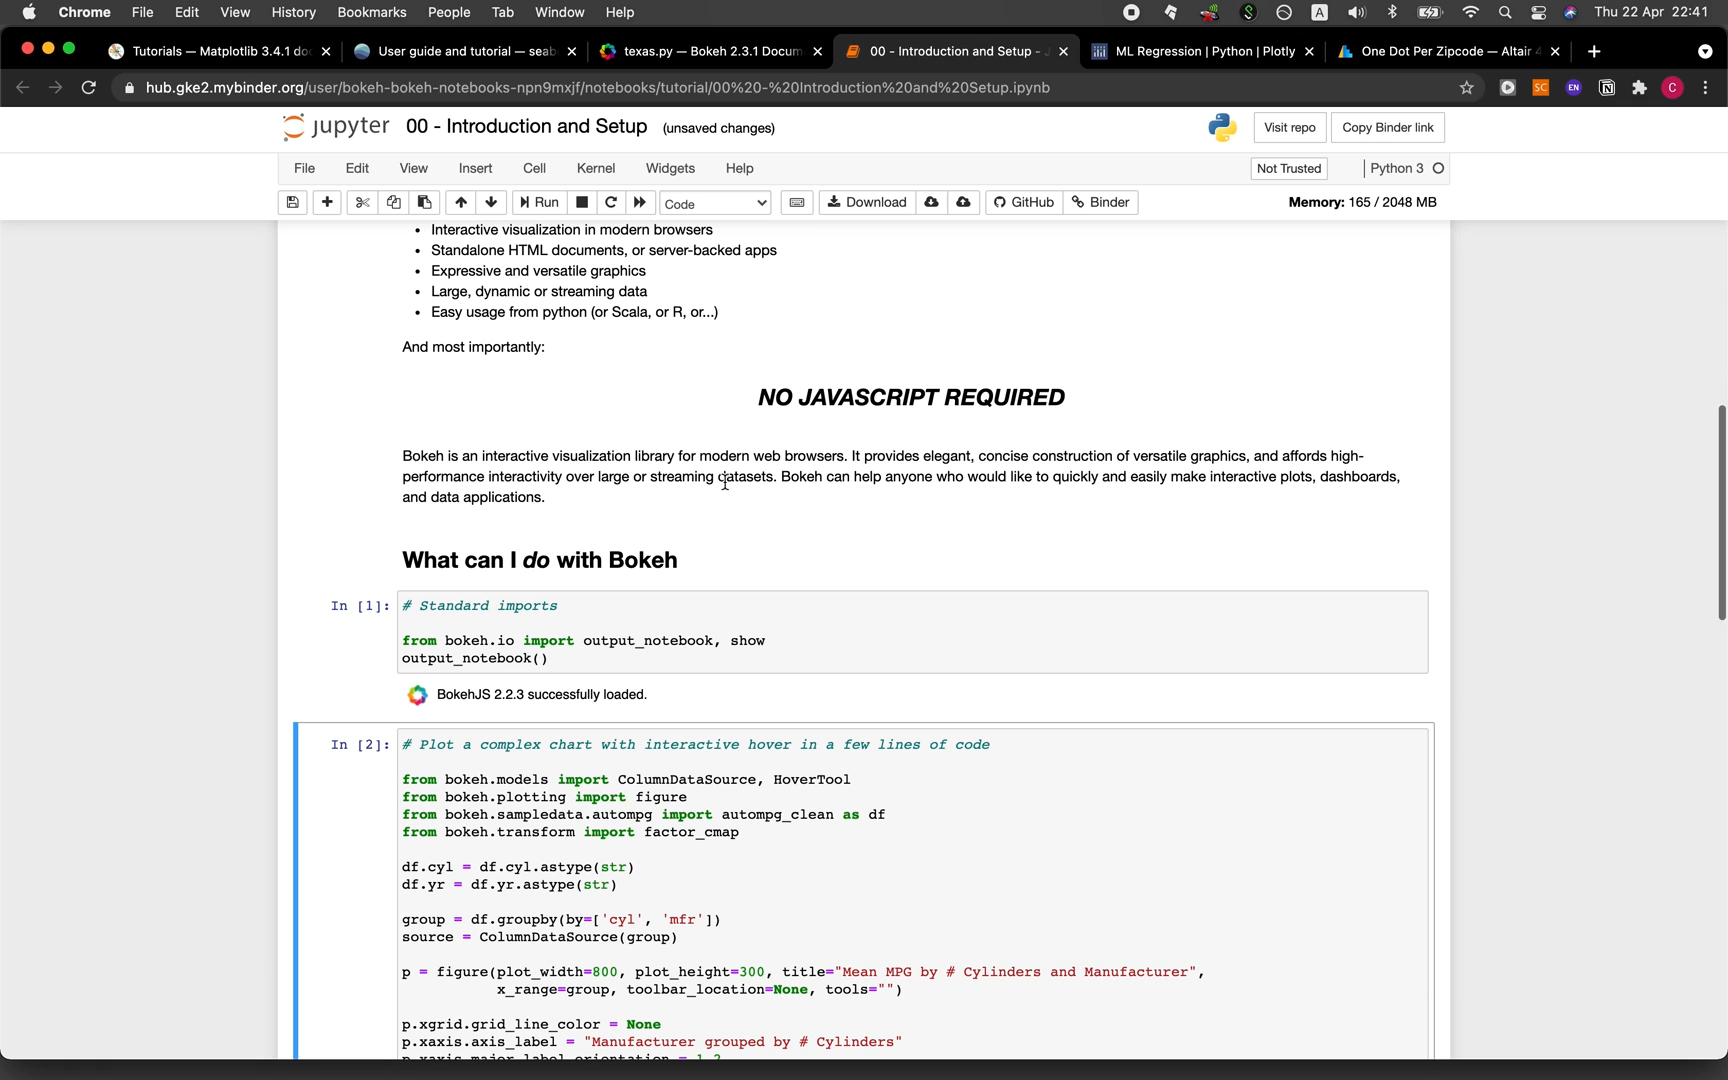 Chrome File Edit View History Bookmarks People Tab Window Help A Thu 22 Apr 22:41
Tutorials — Matplotlib 3.4.1 do User guide and tutorial — seab texas.py — Bokeh 2.3.1 Docum 00 - Introduction and Setup - J ML Regression | Python | Plotly One Dot Per Zipcode — Altair 4
hub.gke2.mybinder.org/user/bokeh-bokeh-notebooks-npn9mxjf/notebooks/tutorial/00%20-%20Introduction%20and%20Setup.ipynb SC EN C
jupyter 00 - Introduction and Setup (unsaved changes) Visit repo Copy Binder link
File Edit View Insert Cell Kernel Widgets Help Not Trusted Python 3
Run Code Download GitHub Binder Memory: 165 / 2048 MB
• Interactive visualization in modern browsers
• Standalone HTML documents, or server-backed apps
• Expressive and versatile graphics
• Large, dynamic or streaming data
• Easy usage from python (or Scala, or R, or...)
And most importantly:
NO JAVASCRIPT REQUIRED
Bokeh is an interactive visualization library for modern web browsers. It provides elegant, concise construction of versatile graphics, and affords high-
performance interactivity over large or streaming datasets. Bokeh can help anyone who would like to quickly and easily make interactive plots, dashboards,
and data applications.
What can I do with Bokeh
In [1]: # Standard imports
from bokeh.io import output_notebook, show
output_notebook()
BokehJS 2.2.3 successfully loaded.
In [2]: # Plot a complex chart with interactive hover in a few lines of code
from bokeh.models import ColumnDataSource, HoverTool
from bokeh.plotting import figure
from bokeh.sampledata.autompg import autompg_clean as df
from bokeh.transform import factor_cmap
df.cyl = df.cyl.astype(str)
df.yr = df.yr.astype(str)
group = df.groupby(by=['cyl', 'mfr'])
source = ColumnDataSource(group)
p = figure(plot_width=800, plot_height=300, title="Mean MPG by # Cylinders and Manufacturer",
x_range=group, toolbar_location=None, tools="")
p.xgrid.grid_line_color = None
p.xaxis.axis_label = "Manufacturer grouped by # Cylinders"
p.xaxis.major_label_orientation = 1.2